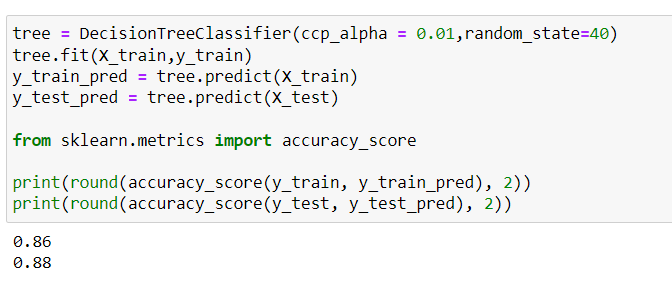 tree = DecisionTreeClassifier(ccp_alpha = 0.01,random_state=40)
tree.fit(X_train,y_train)
y_train_pred = tree.predict(X_train)
y_test_pred = tree.predict(X_test)
from sklearn.metrics import accuracy_score
print(round(accuracy_score(y_train, y_train_pred), 2))
print(round(accuracy_score(y_test, y_test_pred), 2))
0.86
0.88